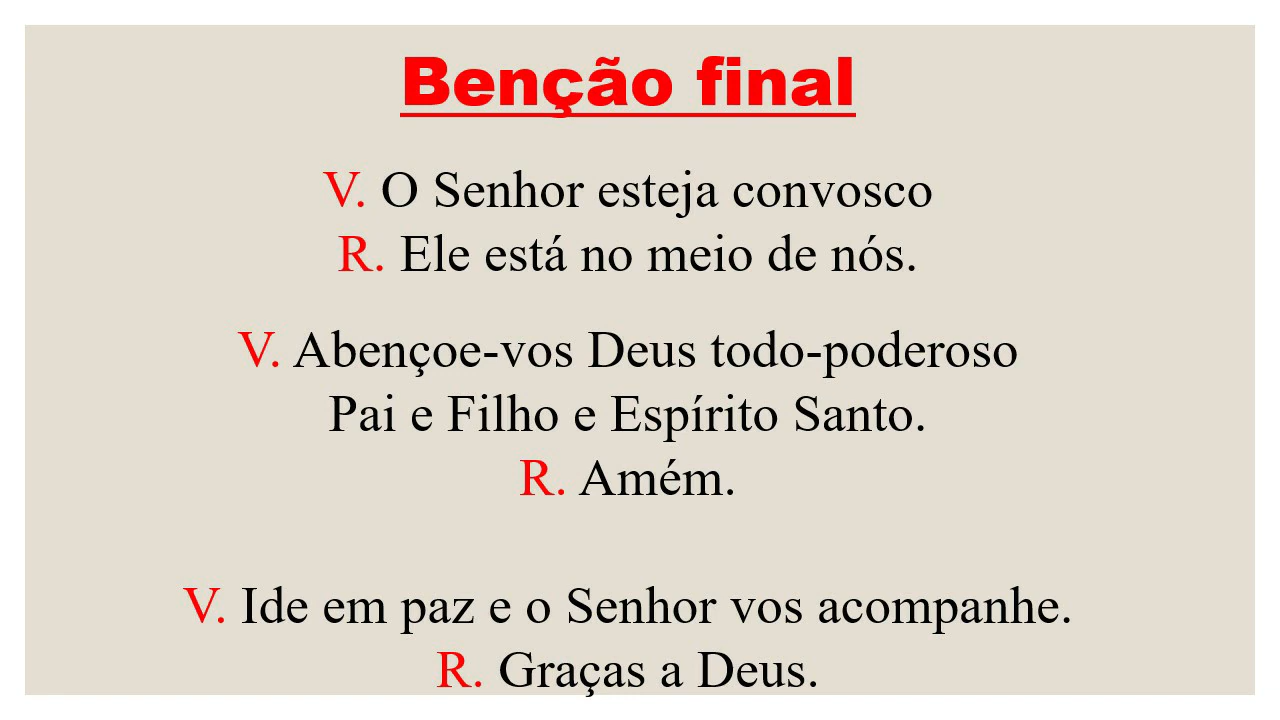 Benção final
V. O Senhor esteja convosco
R. Ele está no meio de nós.
V. Abençoe-vos Deus todo-poderoso
Pai e Filho e Espírito Santo.
R. Amém.
V. Ide em paz e o Senhor vos acompanhe.
R. Graças a Deus.